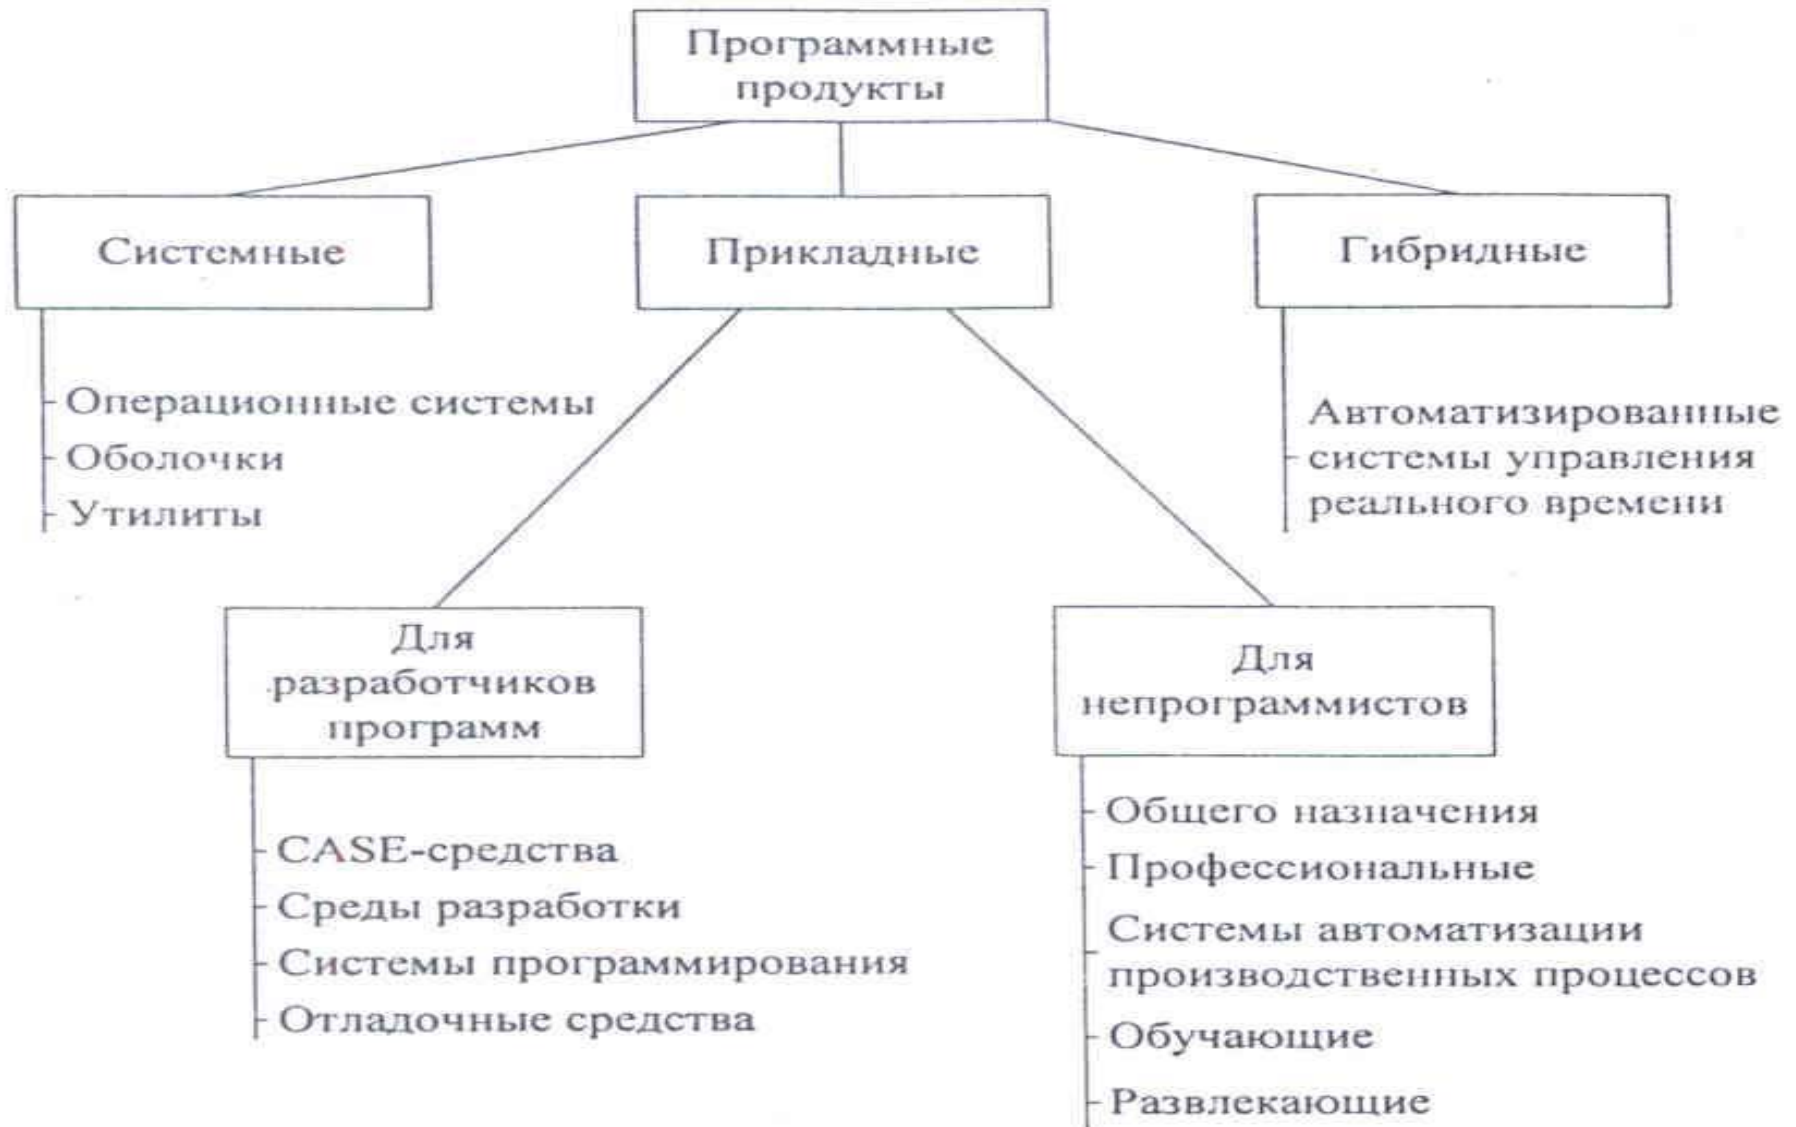 Программные
продукты
Системные
Прикладные
Гибридные
Операционные системы
Оболочки
Утилиты
Автоматизированные
системы управления
реального времени
Для
разработчиков
программ
Для
непрограммистов
CASE-средства
Среды разработки
Системы программирования
Отладочные средства
Общего назначения
Профессиональные
Системы автоматизации
производственных процессов
Обучающие
Развлекающие